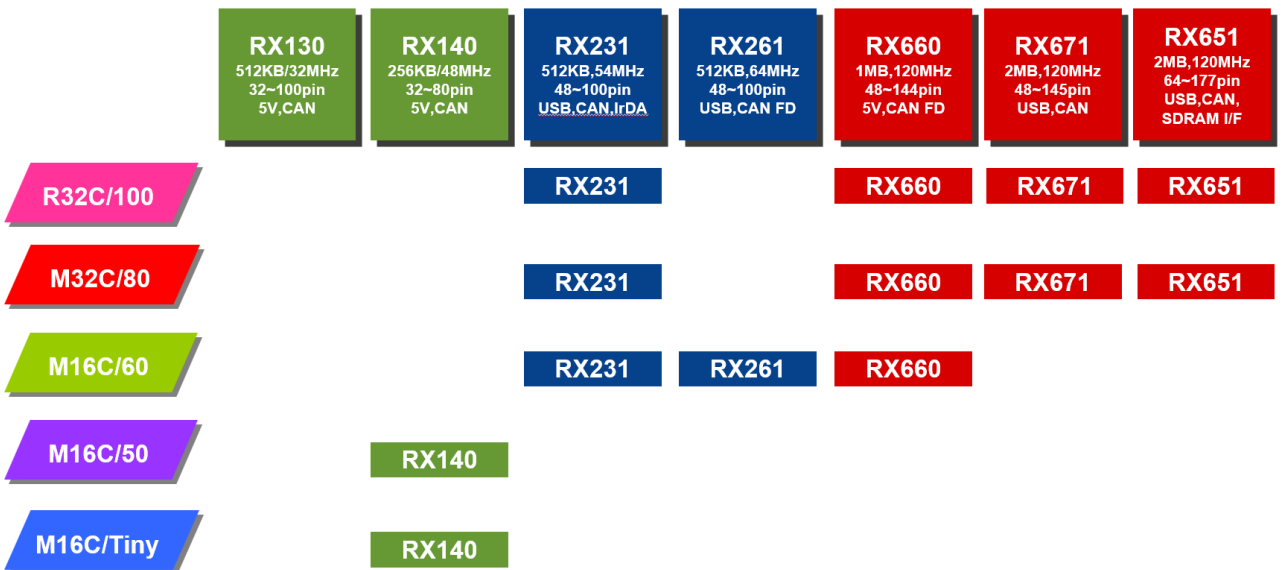 RX130
512KB/32MHz
32~100pin
5V,CAN
RX140
256KB/48MHz
32~80pin
5V,CAN
RX231
512KB,54MHz
48~100pin
USB,CAN,IrDA
RX261
512KB,64MHz
48~100pin
USB,CAN FD
RX660
1MB,120MHz
48~144pin
5V,CAN FD
RX671
2MB,120MHz
48~145pin
USB,CAN
RX651
2MB,120MHz
64~177pin
USB,CAN,
SDRAM I/F
R32C/100
RX231
RX660
RX671
RX651
M32C/80
RX231
RX660
RX671
RX651
M16C/60
RX231
RX261
RX660
M16C/50
RX140
M16C/Tiny
RX140